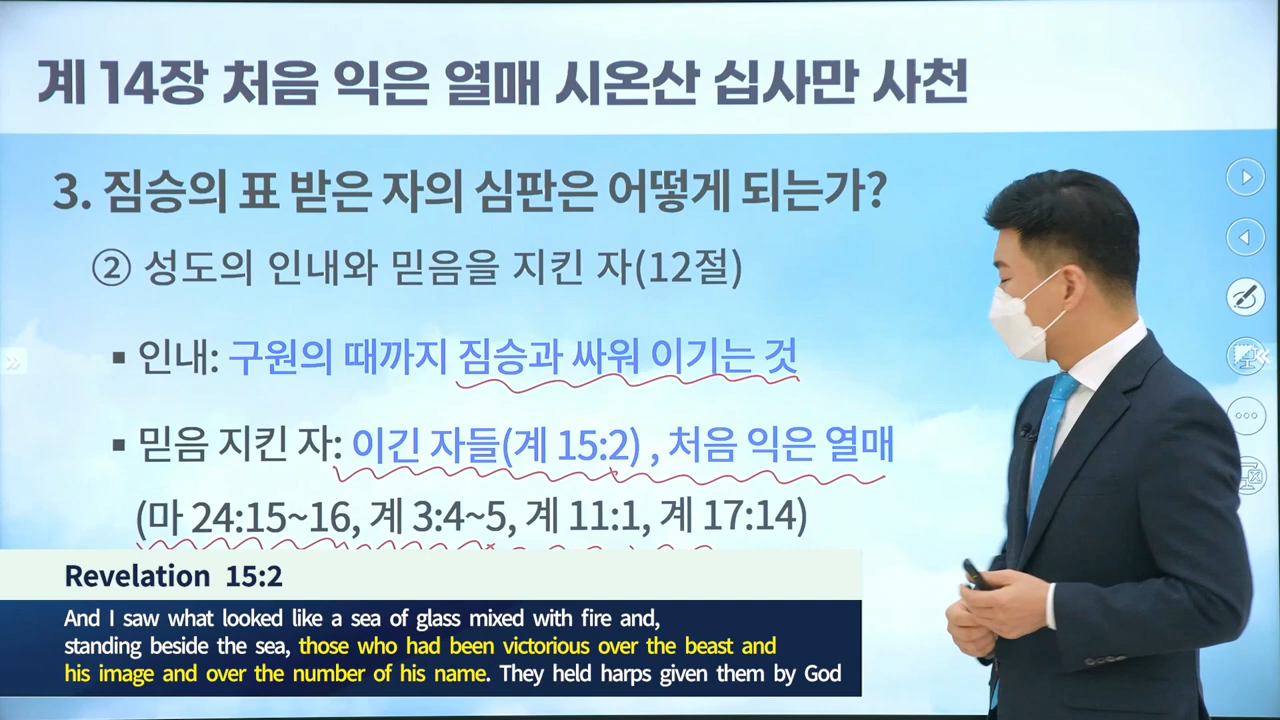 계 14장 처음 익은 열매 시온산 십사만 사천
3. 짐승의 표 받은 자의 심판은 어떻게 되는가?
② 성도의 인내와 믿음을 지킨 자(12절)
▪ 인내: 구원의 때까지 짐승과 싸워 이기는 것
▪ 믿음 지킨 자: 이긴 자들(계 15:2) , 처음 익은 열매
(마 24:15~16, 계 3:4~5, 계 11:1, 계 17:14)
Revelation 15:2
And I saw what looked like a sea of glass mixed with fire and,
standing beside the sea, those who had been victorious over the beast and
his image and over the number of his name. They held harps given them by God